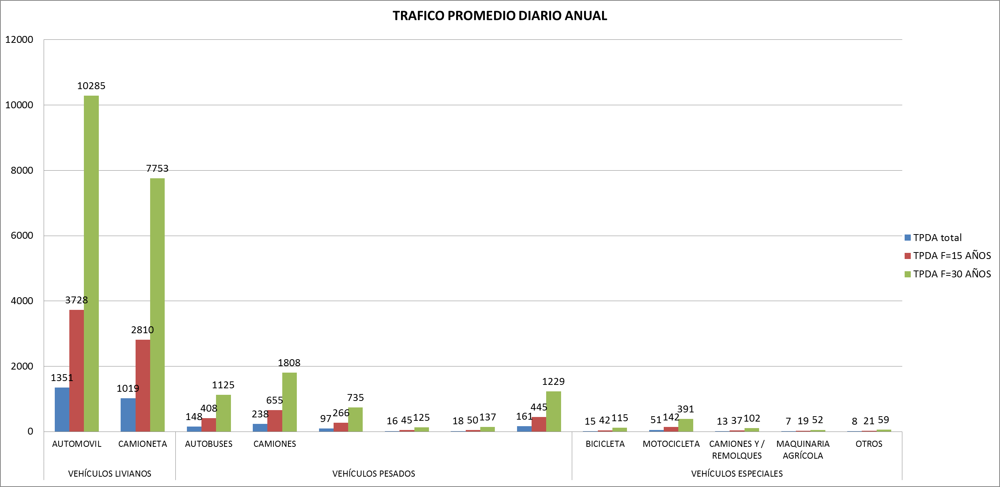 TRAFICO PROMEDIO DIARIO ANUAL
12000
10000
8000
6000
4000
2000
0
10285
7753
3728
2810
1351
1019
1808
1125
148
408
238
655
97
266
735
16
45
125
18
50
137
161
445
1229
15
42
115
51
142
391
13
37
102
7
19
52
8
21
59
AUTOMOVIL
CAMIONETA
AUTOBUSES
CAMIONES
BICICLETA
MOTOCICLETA
CAMIONES Y /
REMOLQUES
MAQUINARIA
AGRÍCOLA
OTROS
VEHÍCULOS LIVIANOS
VEHÍCULOS PESADOS
VEHÍCULOS ESPECIALES
TPDA total
TPDA F=15 AÑOS
TPDA F=30 AÑOS